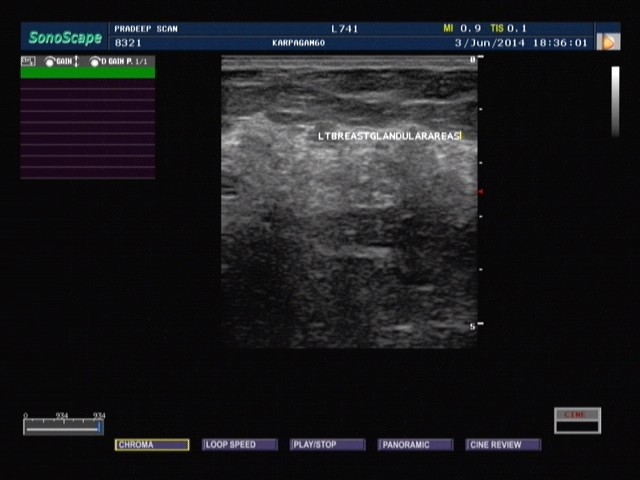 SonoScape
PRADEEP SCAN
L741
MI 0.9 TIS 0.1
8321
KARPAGAM60
3/Jun/2014 18:36:01
GAIN
D GAIN P. 1/1
0
LTBREASTGLANDULARAREAS
5
0 934 934
CINE
CHROMA
LOOP SPEED
PLAY/STOP
PANORAMIC
CINE REVIEW